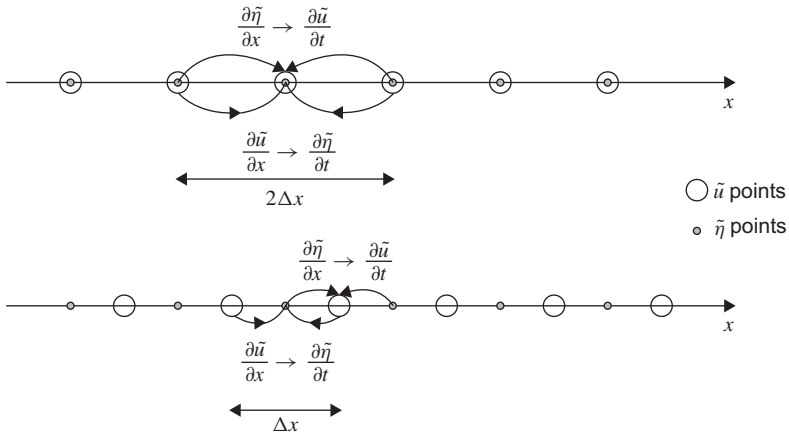 ∂η̃/∂x → ∂ũ/∂t
x
∂ũ/∂x → ∂η̃/∂t
2Δx
ũ points
η̃ points
∂η̃/∂x → ∂ũ/∂t
x
∂ũ/∂x → ∂η̃/∂t
Δx